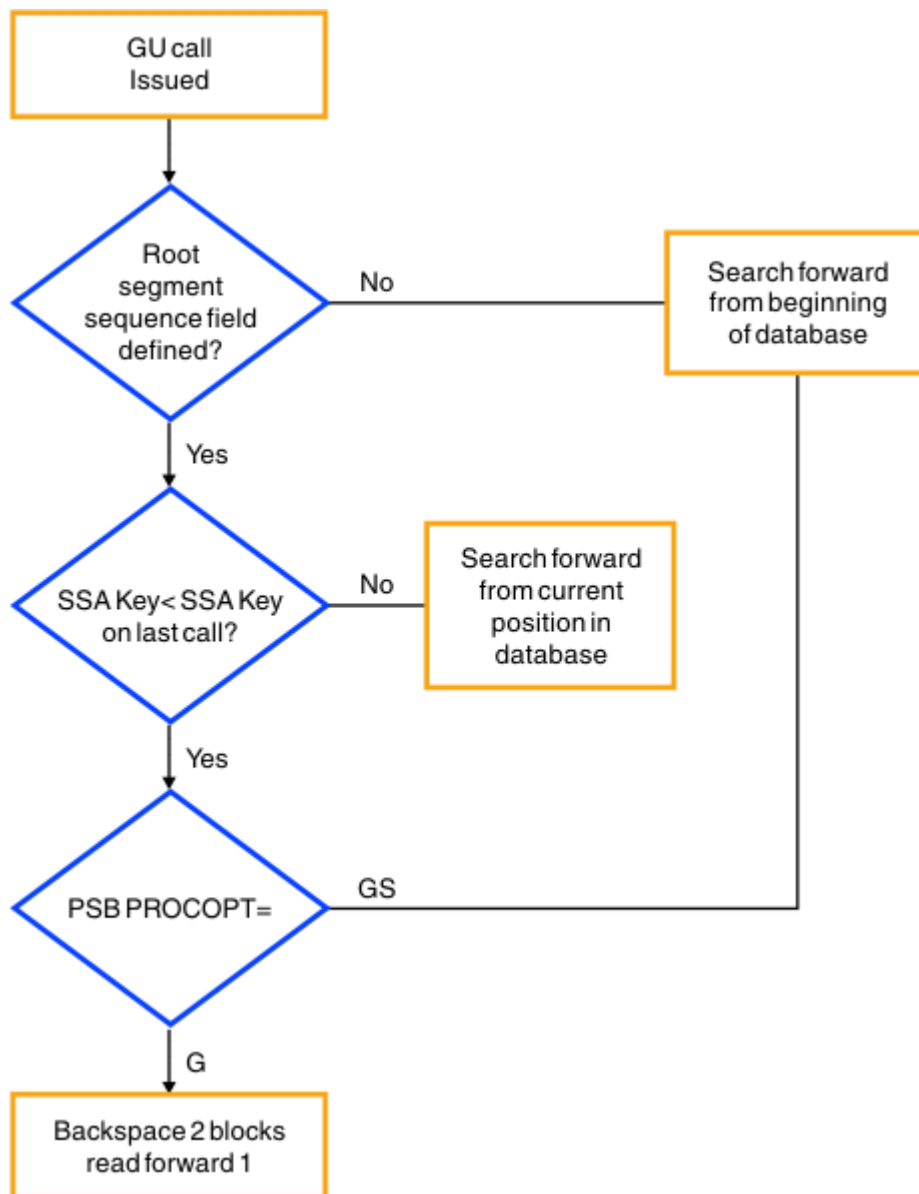 GU call
Issued
Root
segment
sequence field
defined?
No
Search forward
from beginning
of database
Yes
SSA Key< SSA Key
on last call?
No
Search forward
from current
position in
database
Yes
PSB PROCOPT=
GS
G
Backspace 2 blocks
read forward 1